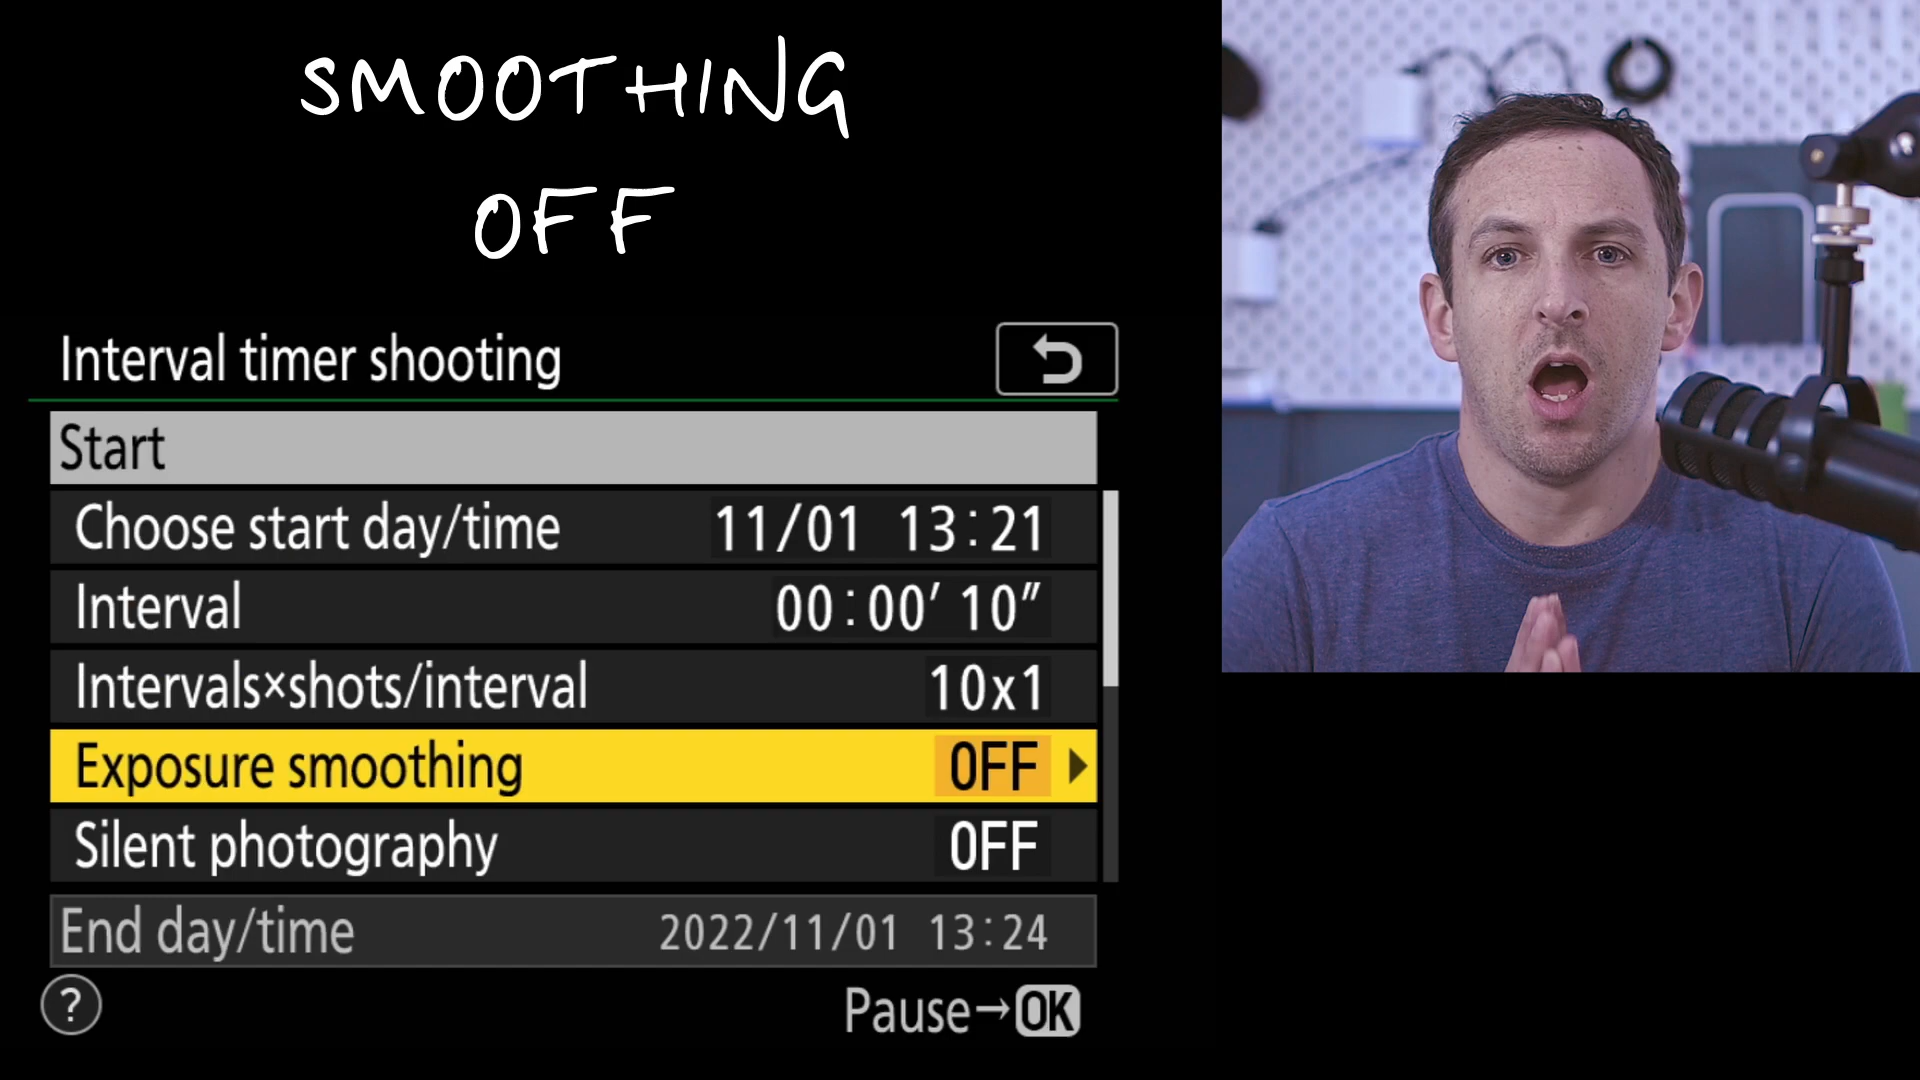 SMOOTHING
OFF
Interval timer shooting
Start
Choose start day/time 11/01 13:21
Interval 00:00′ 10″
Intervals×shots/interval 10x1
Exposure smoothing OFF
Silent photography OFF
End day/time 2022/11/01 13:24
? Pause→OK